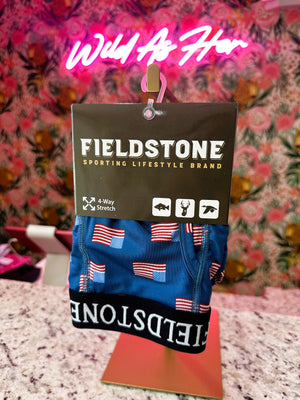 Wild As Her
FIELDSTONE
SPORTING LIFESTYLE BRAND
4-Way
Stretch
FIELDSTONE